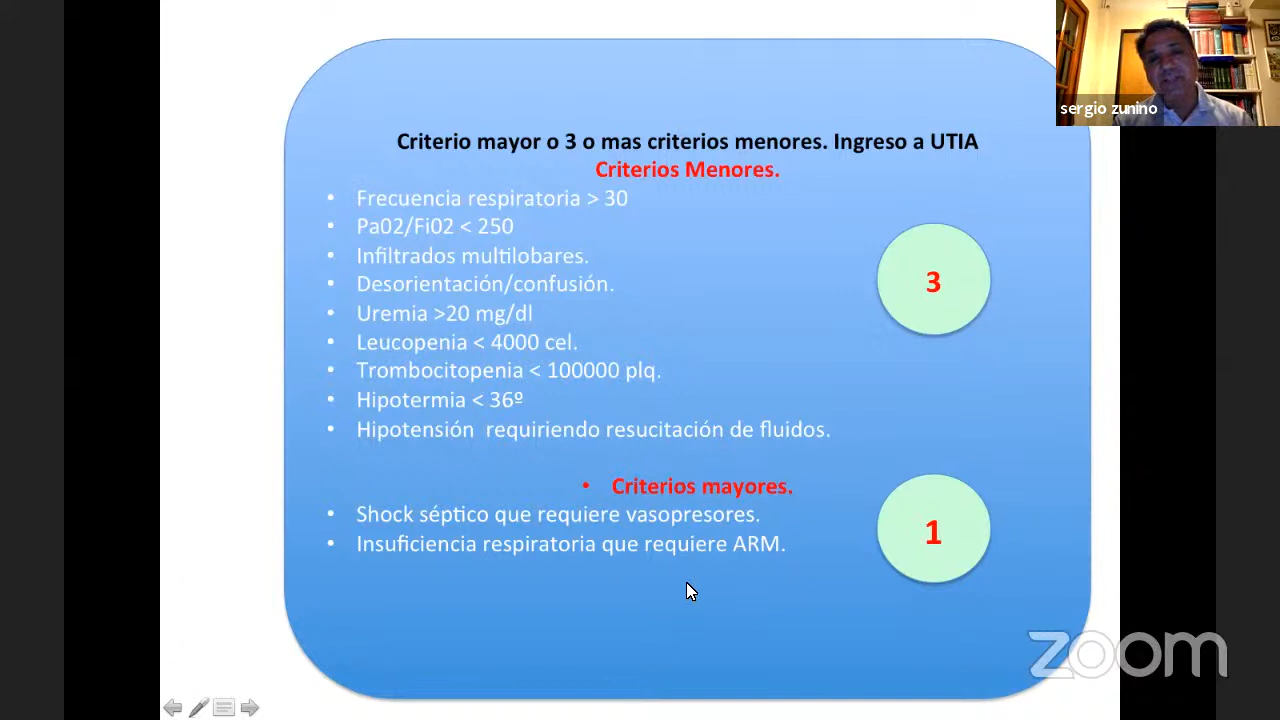 sergio zunino
Criterio mayor o 3 o mas criterios menores. Ingreso a UTIA
Criterios Menores.
• Frecuencia respiratoria > 30
• Pa02/Fi02 < 250
• Infiltrados multilobares.
• Desorientación/confusión.
• Uremia >20 mg/dl
• Leucopenia < 4000 cel.
• Trombocitopenia < 100000 plq.
• Hipotermia < 36º
• Hipotensión requiriendo resucitación de fluidos.
3
• Criterios mayores.
• Shock séptico que requiere vasopresores.
• Insuficiencia respiratoria que requiere ARM.
1
zoom